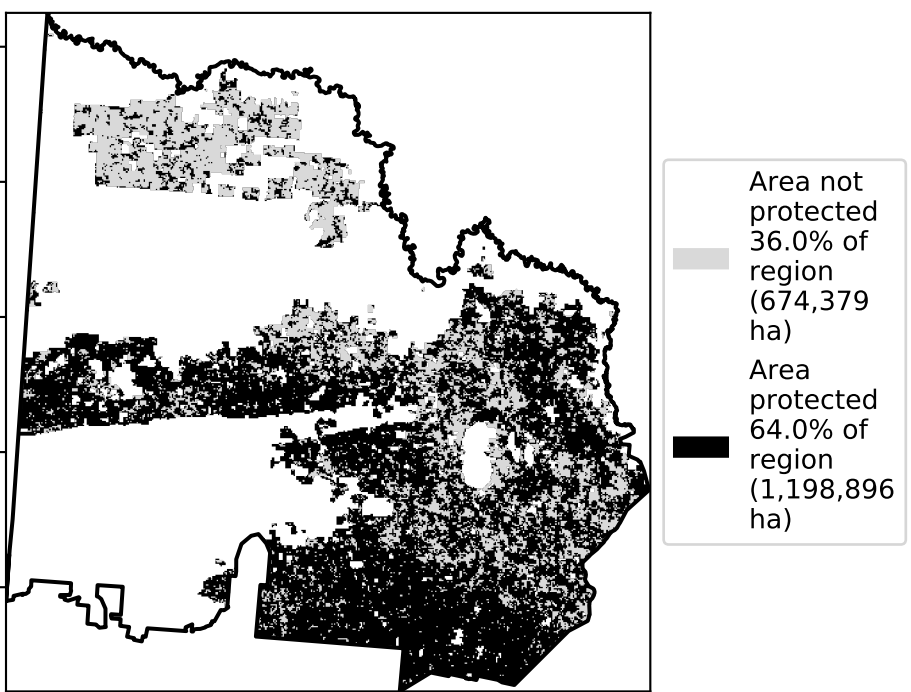 Area not
protected
36.0% of
region
(674,379
ha)
Area
protected
64.0% of
region
(1,198,896
ha)